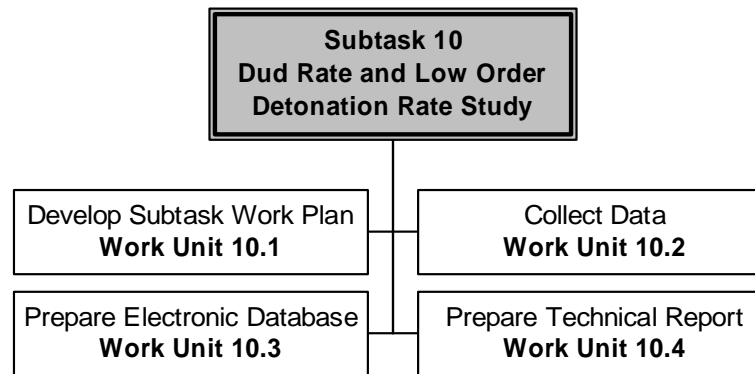 Subtask 10
Dud Rate and Low Order
Detonation Rate Study
Develop Subtask Work Plan
Work Unit 10.1
Collect Data
Work Unit 10.2
Prepare Electronic Database
Work Unit 10.3
Prepare Technical Report
Work Unit 10.4